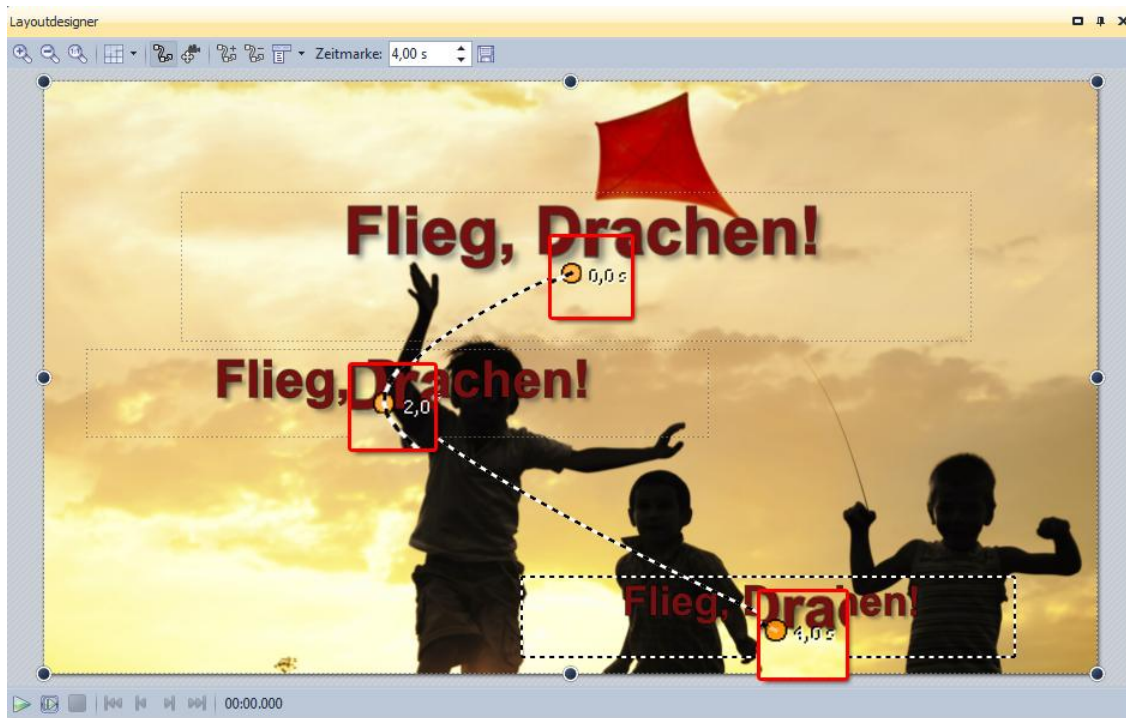 Layoutdesigner
Zeitmarke: 4,00 s
Flieg, Drachen!
0,0 s
Flieg, Drachen!
2,0
Flieg, Drachen!
4,0 s
00:00.000